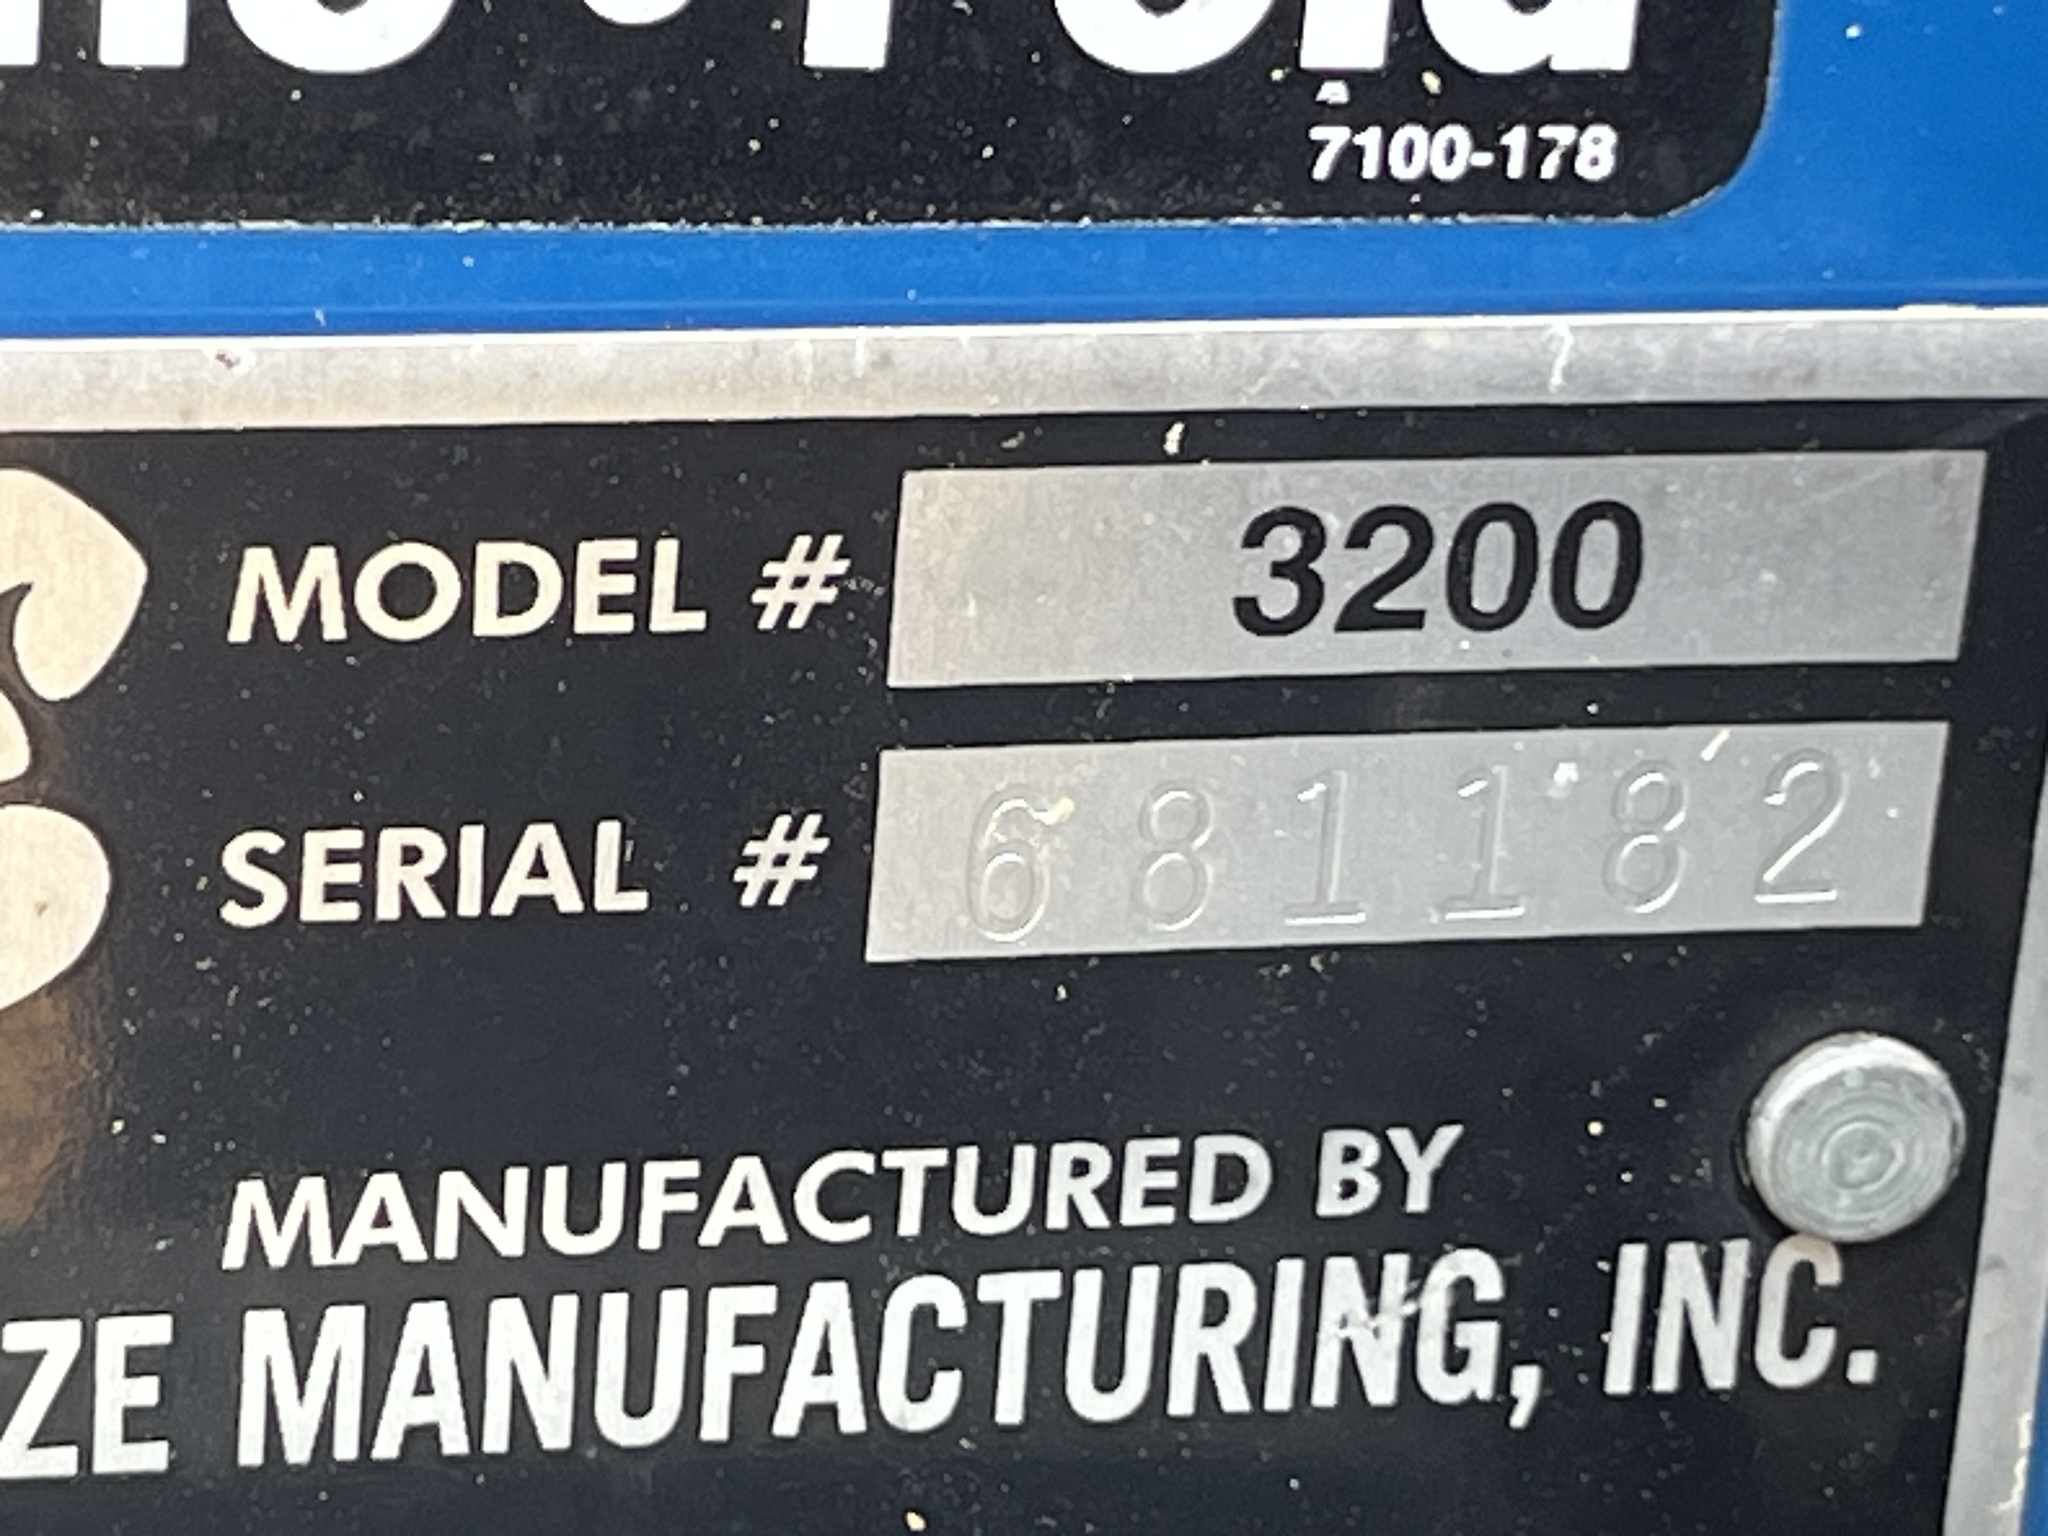 7100-178
MODEL # 3200
SERIAL # 681182
MANUFACTURED BY
ZE MANUFACTURING, INC.